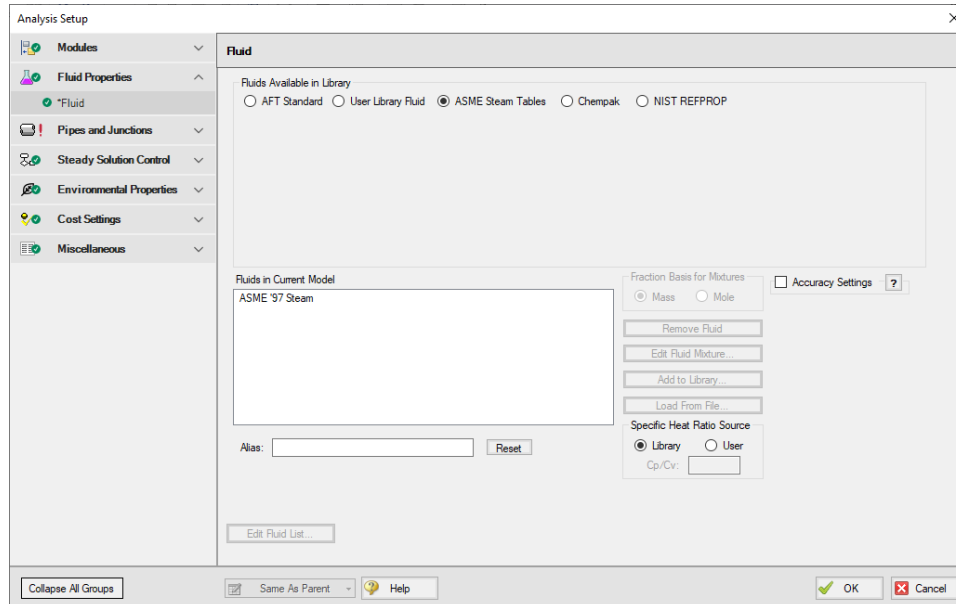 Analysis Setup
Modules
Fluid Properties
*Fluid
Pipes and Junctions
Steady Solution Control
Environmental Properties
Cost Settings
Miscellaneous
Collapse All Groups
Fluid
Fluids Available in Library
AFT Standard User Library Fluid ASME Steam Tables Chempak NIST REFPROP
Fluids in Current Model
ASME '97 Steam
Fraction Basis for Mixtures
Mass Mole
Accuracy Settings ?
Remove Fluid
Edit Fluid Mixture...
Add to Library...
Load From File...
Specific Heat Ratio Source
Library User
Cp/Cv:
Alias: Reset
Edit Fluid List...
Same As Parent Help OK Cancel